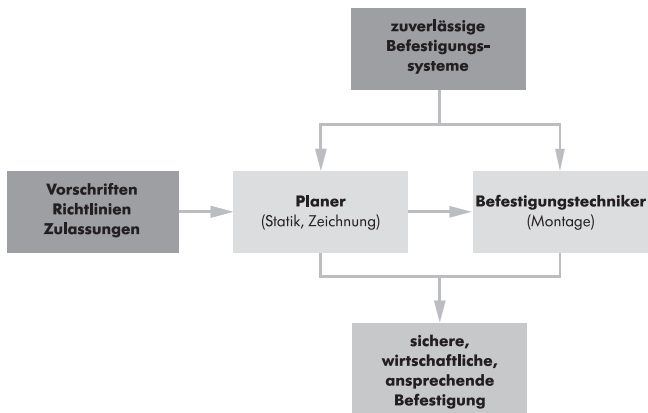 zuverlässige
Befestigungs-
systeme
Vorschriften
Richtlinien
Zulassungen
Planer
(Statik, Zeichnung)
Befestigungstechniker
(Montage)
sichere,
wirtschaftliche,
ansprechende
Befestigung